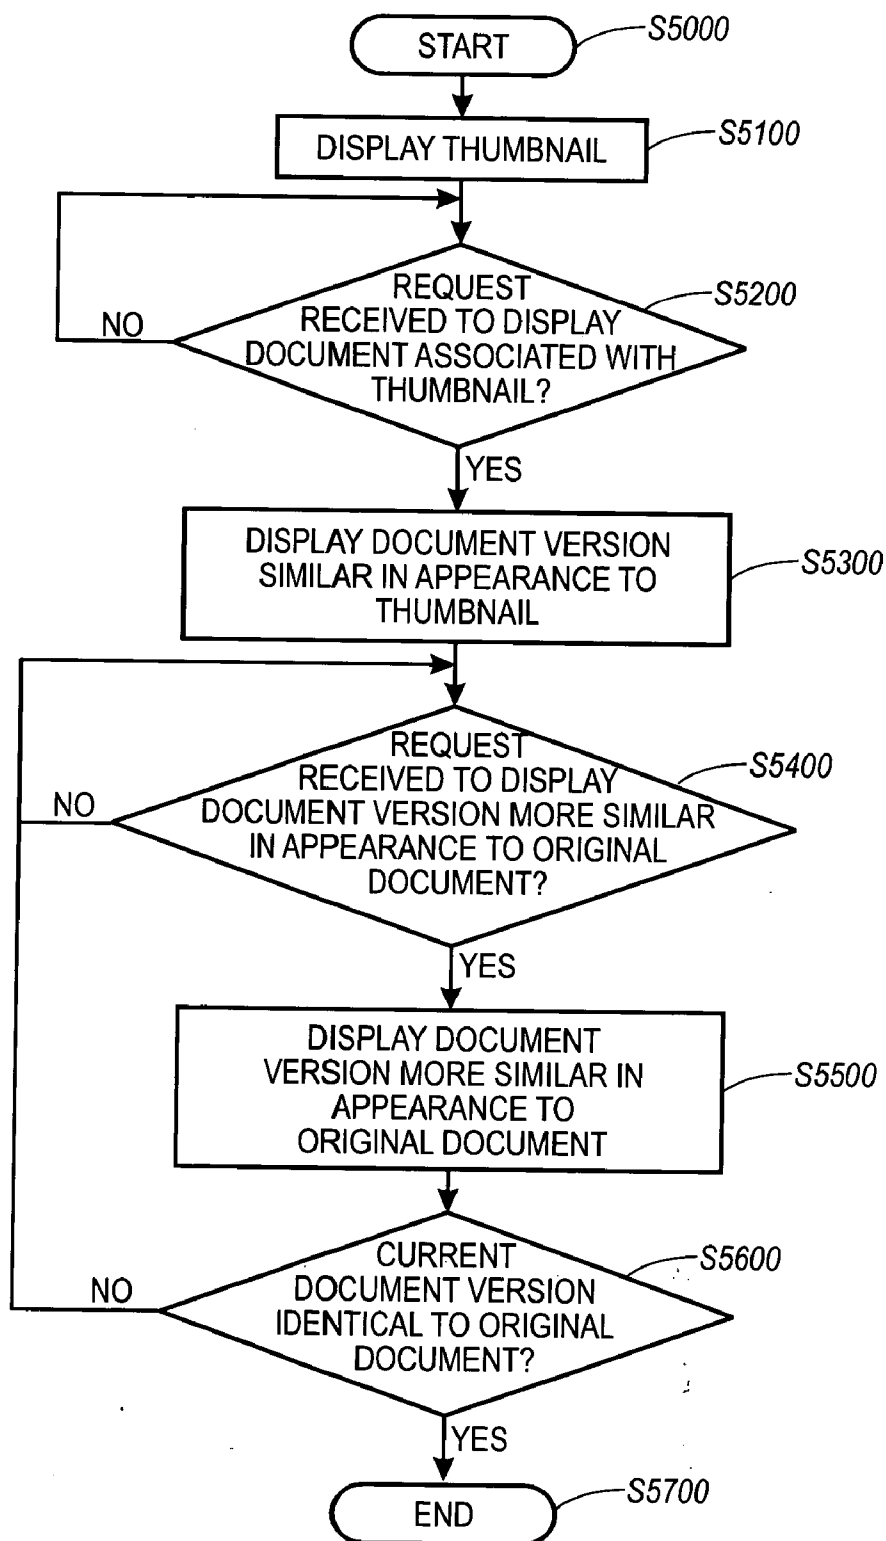 START
S5000
DISPLAY THUMBNAIL
S5100
REQUEST
RECEIVED TO DISPLAY
DOCUMENT ASSOCIATED WITH
THUMBNAIL?
S5200
NO
YES
DISPLAY DOCUMENT VERSION
SIMILAR IN APPEARANCE TO
THUMBNAIL
S5300
REQUEST
RECEIVED TO DISPLAY
DOCUMENT VERSION MORE SIMILAR
IN APPEARANCE TO ORIGINAL
DOCUMENT?
S5400
NO
YES
DISPLAY DOCUMENT
VERSION MORE SIMILAR IN
APPEARANCE TO
ORIGINAL DOCUMENT
S5500
CURRENT
DOCUMENT VERSION
IDENTICAL TO ORIGINAL
DOCUMENT?
S5600
NO
YES
END
S5700